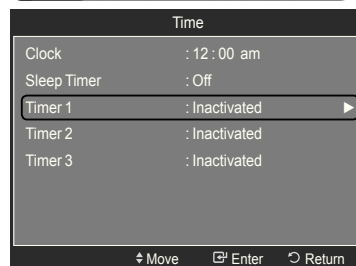 Time
Clock : 12 : 00 am
Sleep Timer : Off
Timer 1 : Inactivated ▶
Timer 2 : Inactivated
Timer 3 : Inactivated
Move Enter Return